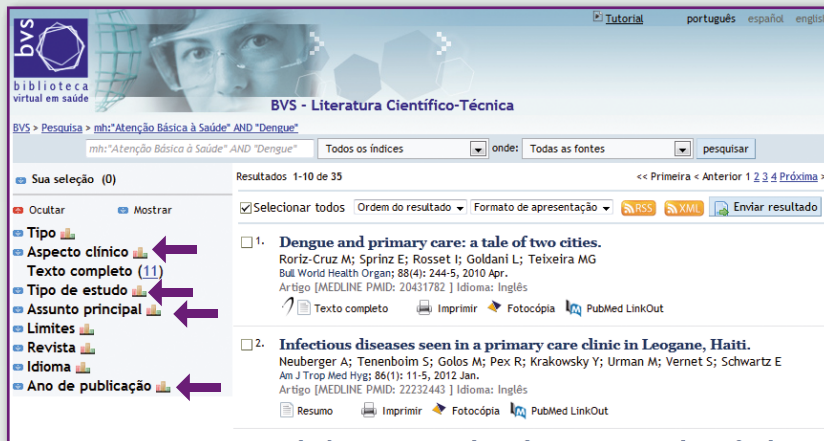 Tutorial português español english
bvs
biblioteca
virtual em saúde
BVS - Literatura Científico-Técnica
BVS > Pesquisa > mh:"Atenção Básica à Saúde" AND "Dengue"
mh:"Atenção Básica à Saúde" AND "Dengue" Todos os índices onde: Todas as fontes pesquisar
Sua seleção (0)
Resultados 1-10 de 35 << Primeira < Anterior 1 2 3 4 Próxima >
Ocultar Mostrar
Selecionar todos Ordem do resultado Formato de apresentação RSS XML Enviar resultado
Tipo
Aspecto clínico
Texto completo (11)
Tipo de estudo
Assunto principal
Limites
Revista
Idioma
Ano de publicação
1. Dengue and primary care: a tale of two cities.
Roriz-Cruz M; Sprinz E; Rosset I; Goldani L; Teixeira MG
Bull World Health Organ; 88(4): 244-5, 2010 Apr.
Artigo [MEDLINE PMID: 20431782 ] Idioma: Inglês
Texto completo Imprimir Fotocópia PubMed LinkOut
2. Infectious diseases seen in a primary care clinic in Leogane, Haiti.
Neuberger A; Tenenboim S; Golos M; Pex R; Krakowsky Y; Urman M; Vernet S; Schwartz E
Am J Trop Med Hyg; 86(1): 11-5, 2012 Jan.
Artigo [MEDLINE PMID: 22232443 ] Idioma: Inglês
Resumo Imprimir Fotocópia PubMed LinkOut